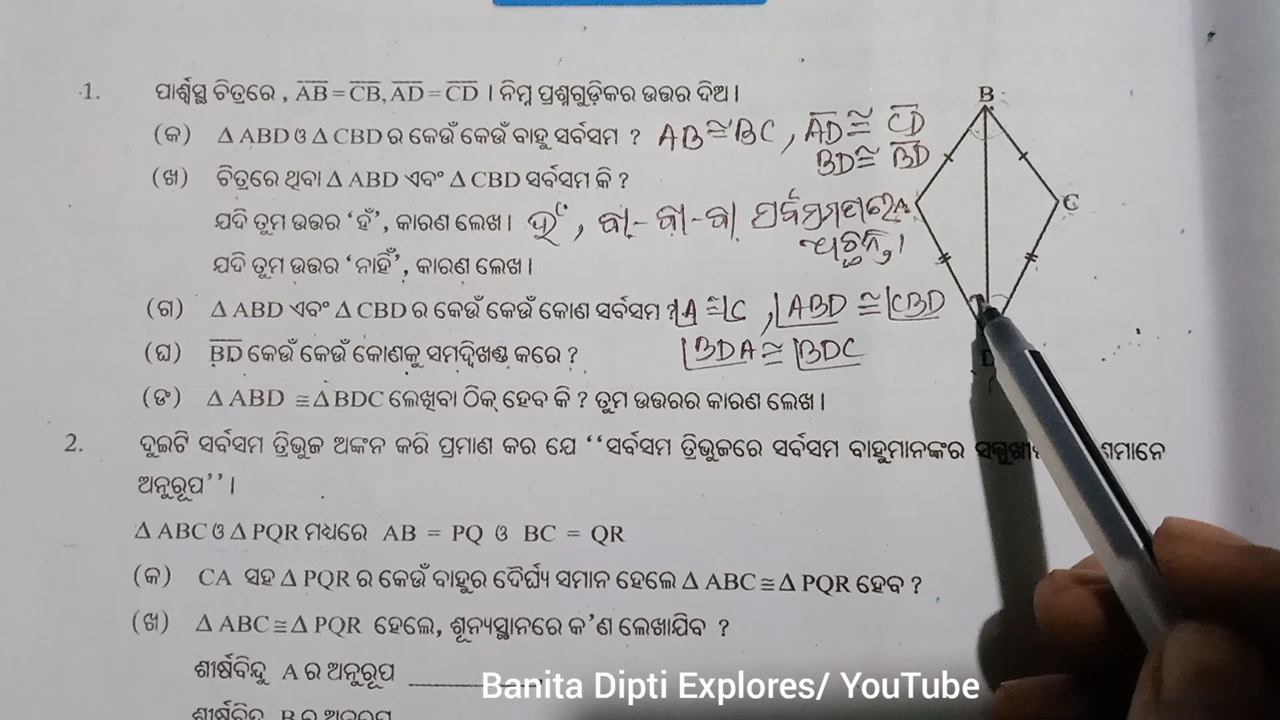 1. ପାର୍ଶ୍ୱସ୍ଥ ଚିତ୍ରରେ , AB = CB, AD = CD । ନିମ୍ନ ପ୍ରଶ୍ନଗୁଡ଼ିକର ଉତ୍ତର ଦିଅ । B
(କ) Δ ABD ଓ Δ CBD ର କେଉଁ କେଉଁ ବାହୁ ସର୍ବସମ ? AB≅BC, AD≅ CD
BD≅ BD
(ଖ) ଚିତ୍ରରେ ଥିବା Δ ABD ଏବଂ Δ CBD ସର୍ବସମ କି ?
ଯଦି ତୁମ ଉତ୍ତର ‘ହଁ’, କାରଣ ଲେଖ । ହଁ, ବା-ବା-ବା A C
ଅଟନ୍ତି ।
ଯଦି ତୁମ ଉତ୍ତର ‘ନାହିଁ’, କାରଣ ଲେଖ ।
(ଗ) Δ ABD ଏବଂ Δ CBD ର କେଉଁ କେଉଁ କୋଣ ସର୍ବସମ ? ∠A ≅∠C , ∠ABD ≅ ∠CBD
(ଘ) BD କେଉଁ କେଉଁ କୋଣକୁ ସମଦ୍ୱିଖଣ୍ଡ କରେ ? ∠BDA ≅ ∠BDC D
(ଙ) Δ ABD ≅ Δ BDC ଲେଖିବା ଠିକ୍ ହେବ କି ? ତୁମ ଉତ୍ତରର କାରଣ ଲେଖ ।
2. ଦୁଇଟି ସର୍ବସମ ତ୍ରିଭୁଜ ଅଙ୍କନ କରି ପ୍ରମାଣ କର ଯେ ‘‘ସର୍ବସମ ତ୍ରିଭୁଜରେ ସର୍ବସମ ବାହୁମାନଙ୍କର
ଅନୁରୂପ’’ ।
Δ ABC ଓ Δ PQR ମଧ୍ୟରେ AB = PQ ଓ BC = QR
(କ) CA ସହ Δ PQR ର କେଉଁ ବାହୁର ଦୈର୍ଘ୍ୟ ସମାନ ହେଲେ Δ ABC ≅ Δ PQR ହେବ ?
(ଖ) Δ ABC ≅ Δ PQR ହେଲେ, ଶୂନ୍ୟସ୍ଥାନରେ କ'ଣ ଲେଖାଯିବ ?
ଶୀର୍ଷବିନ୍ଦୁ A ର ଅନୁରୂପ ________
Banita Dipti Explores/ YouTube
ଶୀର୍ଷବିନ୍ଦୁ B ର ଅନୁରୂପ